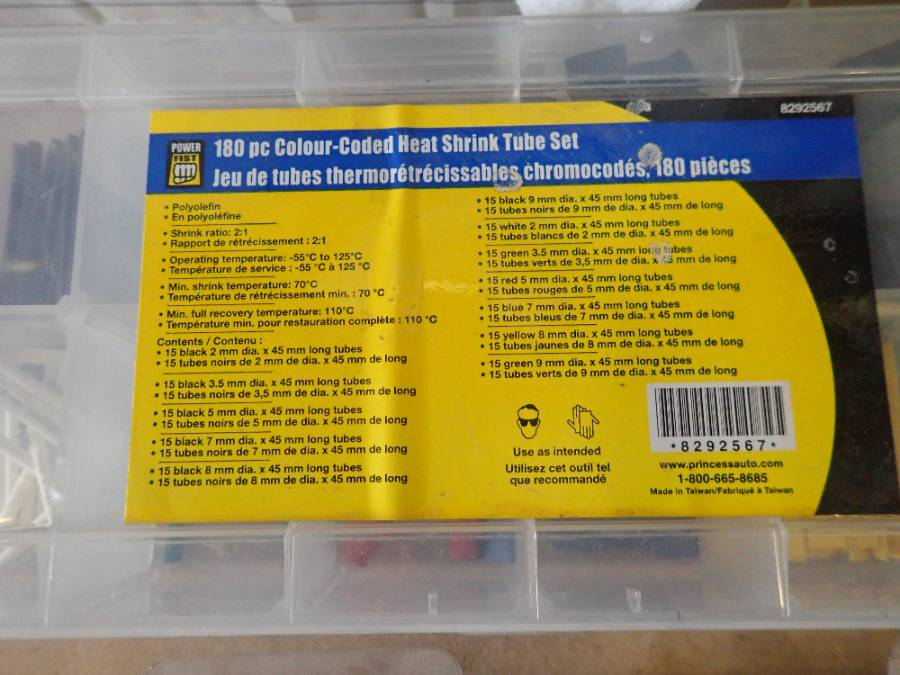 8292567
POWER
FIST
180 pc Colour-Coded Heat Shrink Tube Set
Jeu de tubes thermorétrécissables chromocodés, 180 pièces
• Polyolefin
• En polyoléfine
• Shrink ratio: 2:1
• Rapport de rétrécissement : 2:1
• Operating temperature: -55°C to 125°C
• Température de service : -55 °C à 125 °C
• Min. shrink temperature: 70°C
• Température de rétrécissement min. : 70 °C
• Min. full recovery temperature: 110°C
• Température min. pour restauration complète : 110 °C
Contents / Contenu :
• 15 black 2 mm dia. x 45 mm long tubes
• 15 tubes noirs de 2 mm de dia. x 45 mm de long
• 15 black 3.5 mm dia. x 45 mm long tubes
• 15 tubes noirs de 3,5 mm de dia. x 45 mm de long
• 15 black 5 mm dia. x 45 mm long tubes
• 15 tubes noirs de 5 mm de dia. x 45 mm de long
• 15 black 7 mm dia. x 45 mm long tubes
• 15 tubes noirs de 7 mm de dia. x 45 mm de long
• 15 black 8 mm dia. x 45 mm long tubes
• 15 tubes noirs de 8 mm de dia. x 45 mm de long
• 15 black 9 mm dia. x 45 mm long tubes
• 15 tubes noirs de 9 mm de dia. x 45 mm de long
• 15 white 2 mm dia. x 45 mm long tubes
• 15 tubes blancs de 2 mm de dia. x 45 mm de long
• 15 green 3.5 mm dia. x 45 mm long tubes
• 15 tubes verts de 3,5 mm de dia. x 45 mm de long
• 15 red 5 mm dia. x 45 mm long tubes
• 15 tubes rouges de 5 mm de dia. x 45 mm de long
• 15 blue 7 mm dia. x 45 mm long tubes
• 15 tubes bleus de 7 mm de dia. x 45 mm de long
• 15 yellow 8 mm dia. x 45 mm long tubes
• 15 tubes jaunes de 8 mm de dia. x 45 mm de long
• 15 green 9 mm dia. x 45 mm long tubes
• 15 tubes verts de 9 mm de dia. x 45 mm de long
Use as intended
Utilisez cet outil tel
que recommandé
*8292567*
www.princessauto.com
1-800-665-8685
Made in Taiwan/Fabriqué à Taiwan